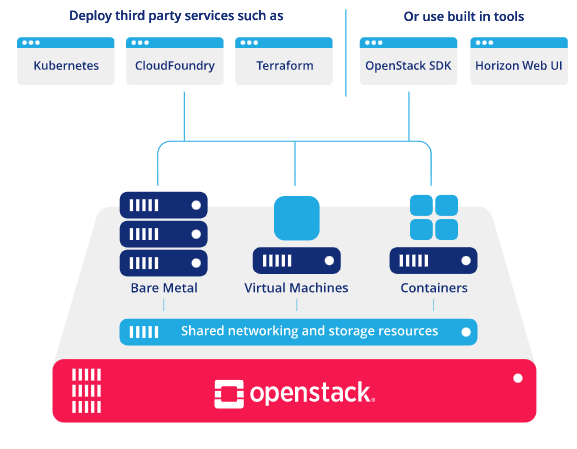 Deploy third party services such as
Or use built in tools
Kubernetes
CloudFoundry
Terraform
OpenStack SDK
Horizon Web UI
Bare Metal
Virtual Machines
Containers
Shared networking and storage resources
openstack®